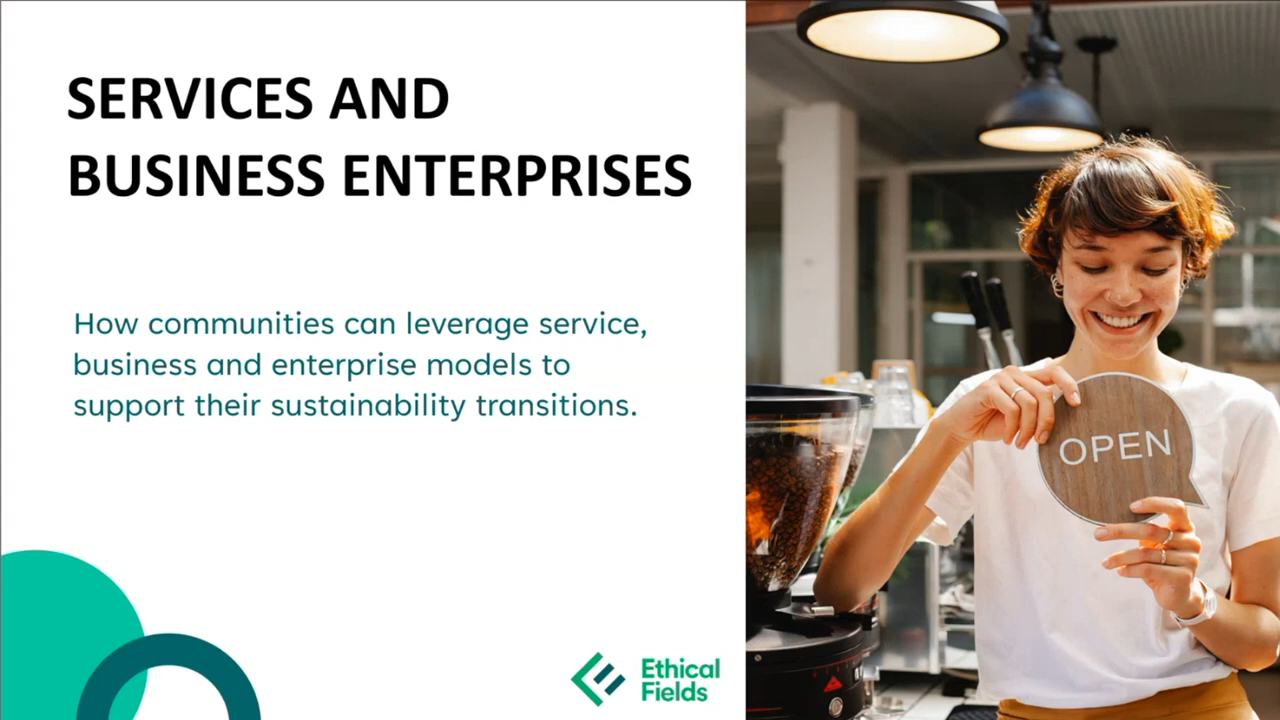 SERVICES AND
BUSINESS ENTERPRISES
How communities can leverage service,
business and enterprise models to
support their sustainability transitions.
Ethical
Fields
OPEN